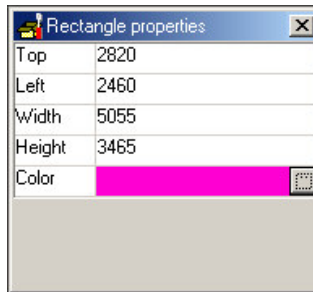 Rectangle properties
Top 2820
Left 2460
Width 5055
Height 3465
Color